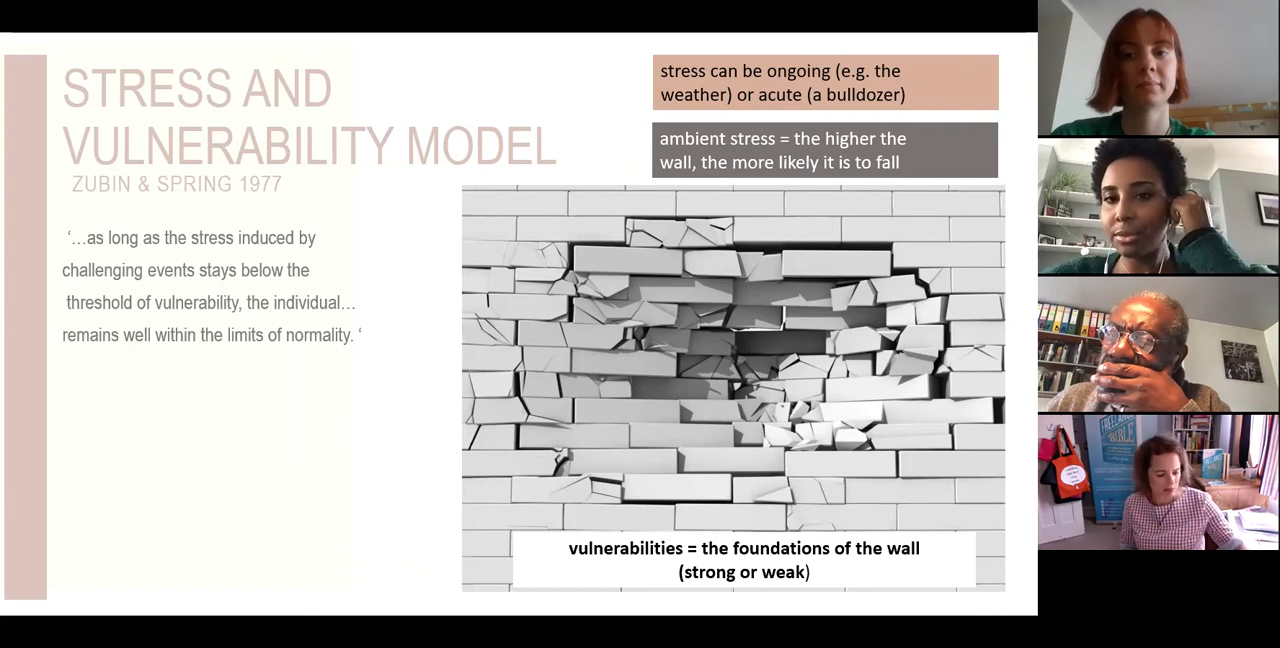 STRESS AND
VULNERABILITY MODEL
ZUBIN & SPRING 1977
‘…as long as the stress induced by
challenging events stays below the
threshold of vulnerability, the individual…
remains well within the limits of normality. ‘
stress can be ongoing (e.g. the
weather) or acute (a bulldozer)
ambient stress = the higher the
wall, the more likely it is to fall
vulnerabilities = the foundations of the wall
(strong or weak)
BIBLE